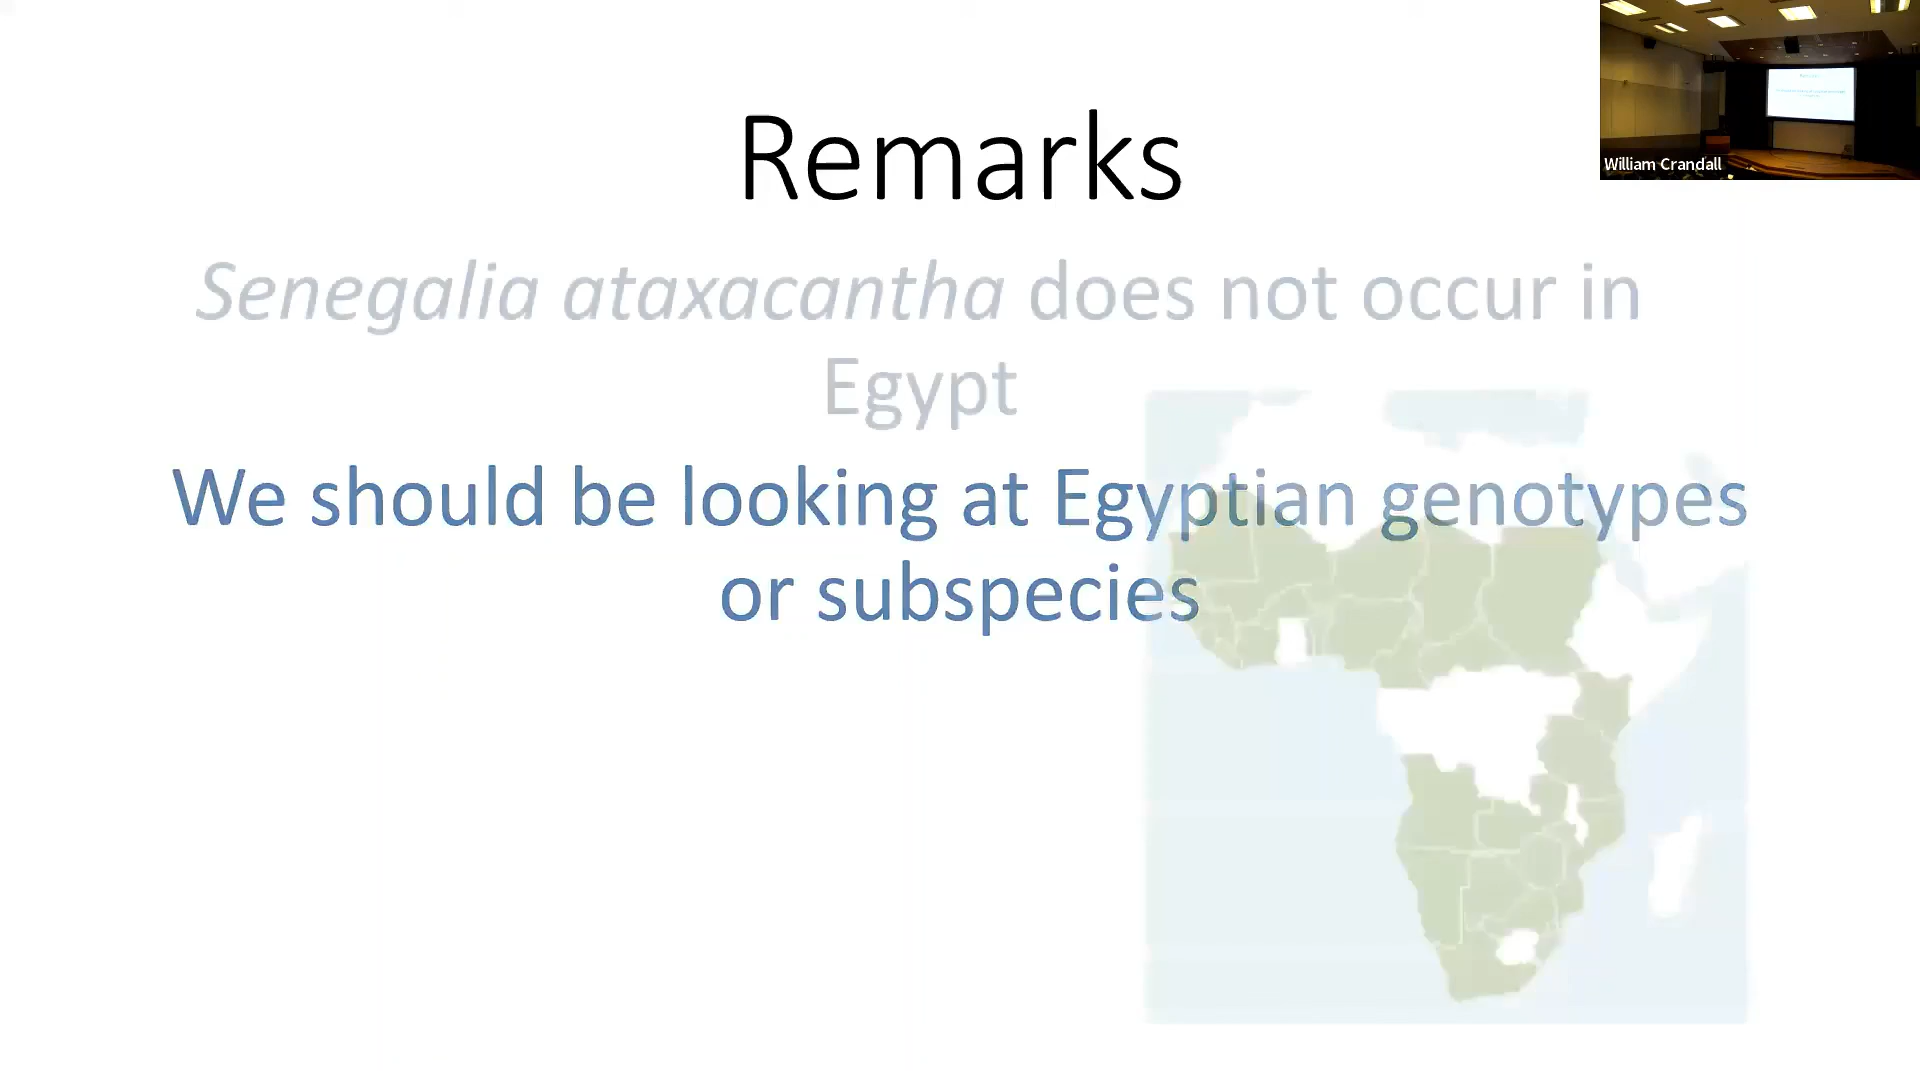 Remarks
William Crandall
Senegalia ataxacantha does not occur in
Egypt
We should be looking at Egyptian genotypes
or subspecies